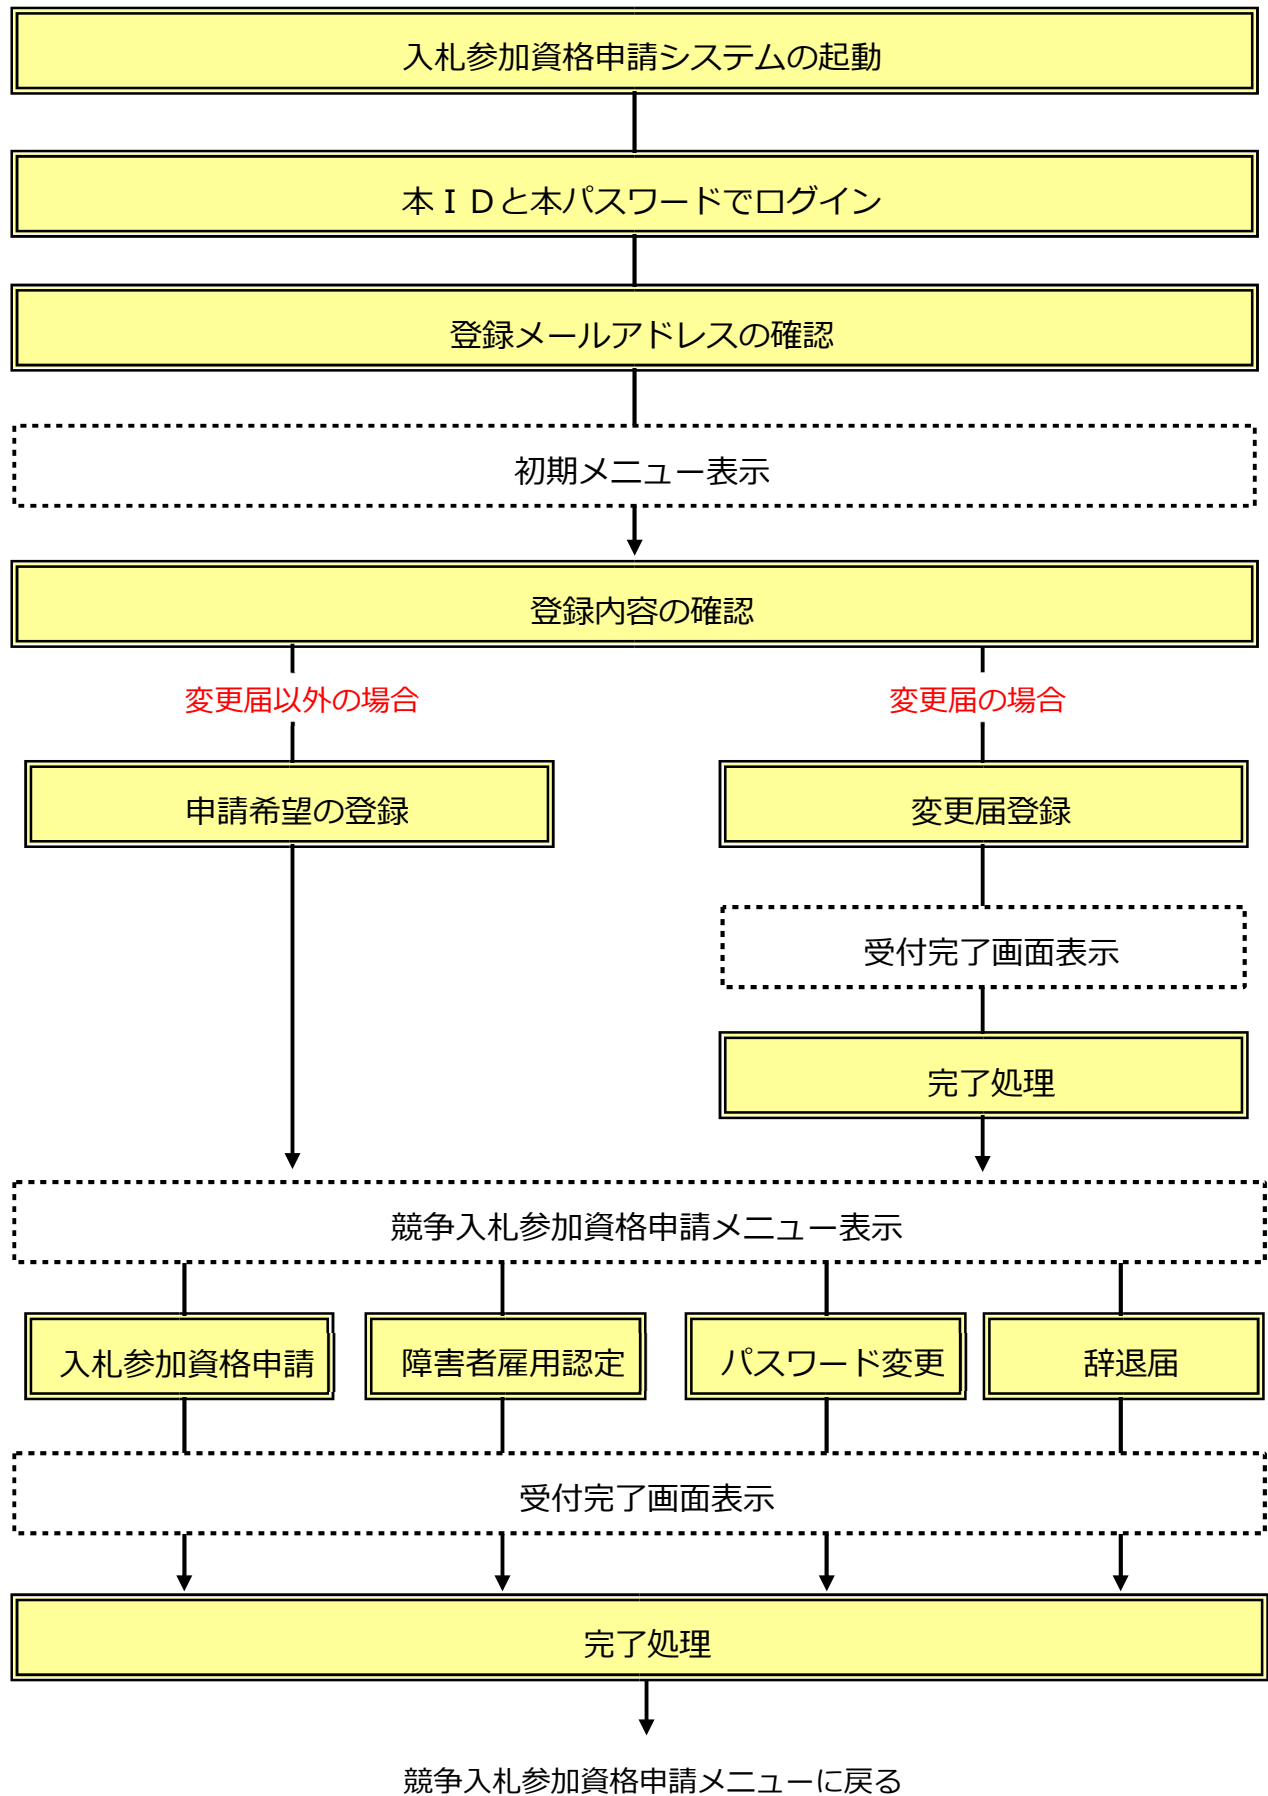 入札参加資格申請システムの起動
本ＩＤと本パスワードでログイン
登録メールアドレスの確認
初期メニュー表示
登録内容の確認
変更届以外の場合
変更届の場合
申請希望の登録
変更届登録
受付完了画面表示
完了処理
競争入札参加資格申請メニュー表示
入札参加資格申請
障害者雇用認定
パスワード変更
辞退届
受付完了画面表示
完了処理
競争入札参加資格申請メニューに戻る